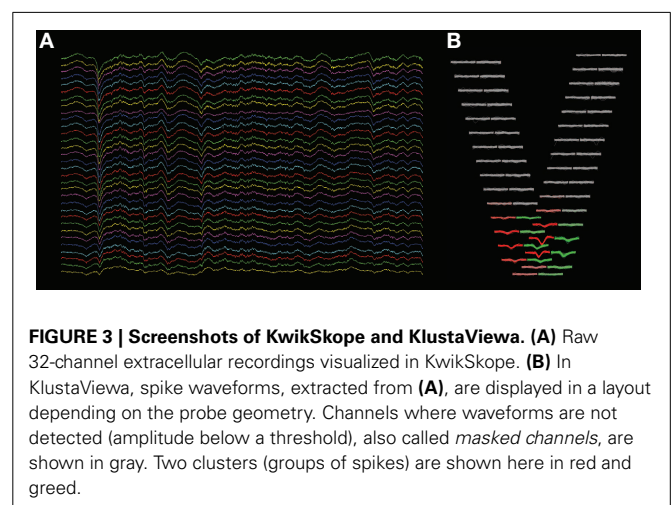 A
B
FIGURE 3 | Screenshots of KwikSkope and KlustaViewa. (A) Raw
32-channel extracellular recordings visualized in KwikSkope. (B) In
KlustaViewa, spike waveforms, extracted from (A), are displayed in a layout
depending on the probe geometry. Channels where waveforms are not
detected (amplitude below a threshold), also called masked channels, are
shown in gray. Two clusters (groups of spikes) are shown here in red and
greed.